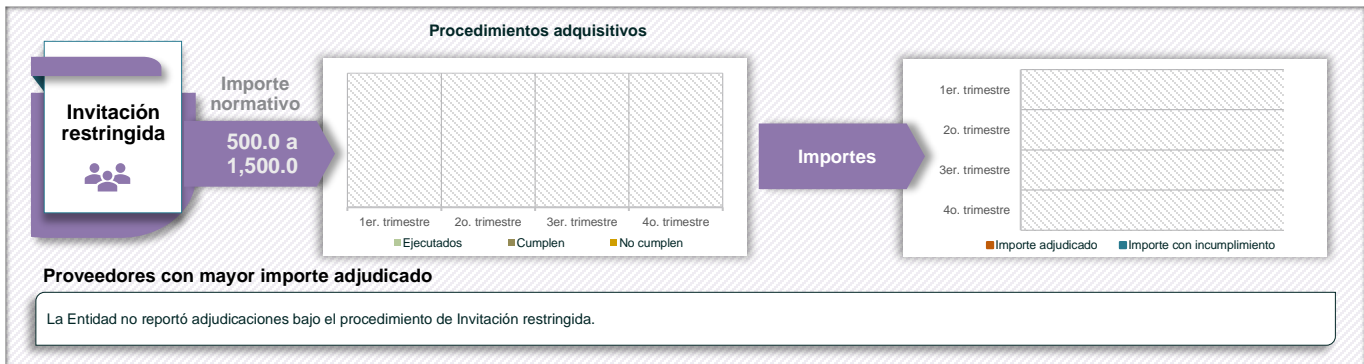 Procedimientos adquisitivos
Invitación
restringida
Importe
normativo
500.0 a
1,500.0
1er. trimestre 2o. trimestre 3er. trimestre 4o. trimestre
Ejecutados Cumplen No cumplen
Importes
1er. trimestre
2o. trimestre
3er. trimestre
4o. trimestre
Importe adjudicado Importe con incumplimiento
Proveedores con mayor importe adjudicado
La Entidad no reportó adjudicaciones bajo el procedimiento de Invitación restringida.